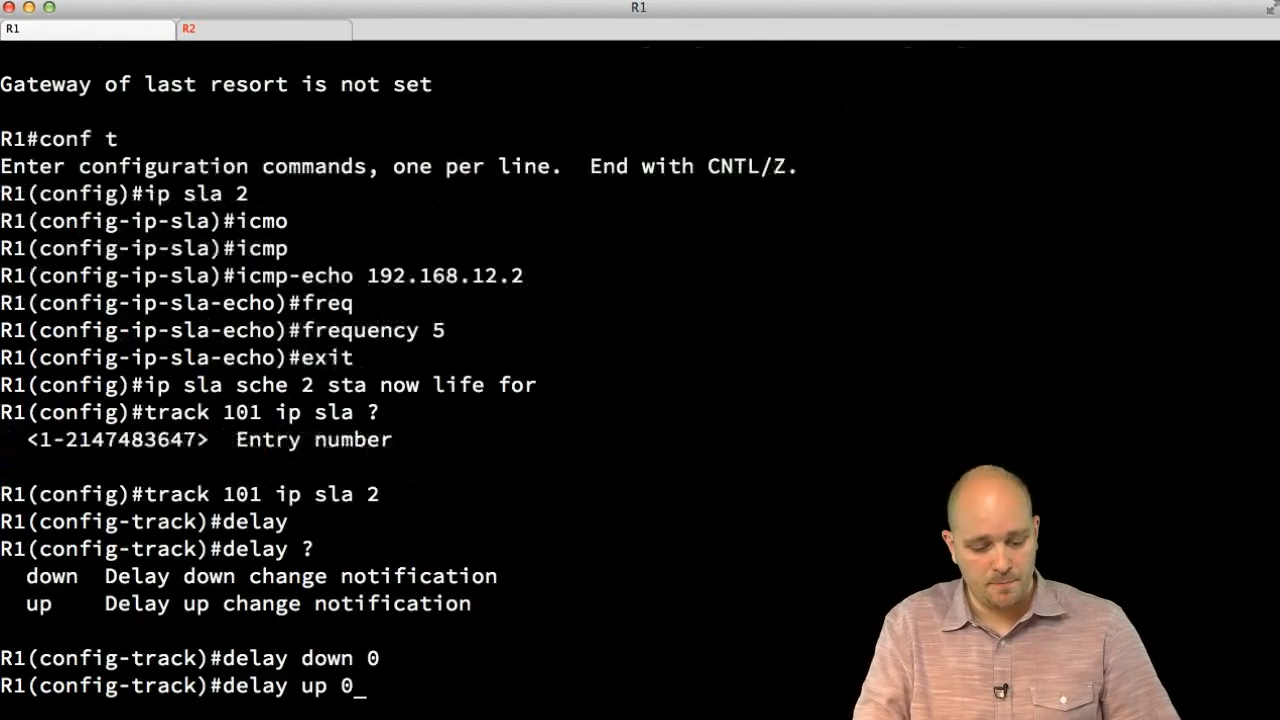 R1
R1
R2
Gateway of last resort is not set
R1#conf t
Enter configuration commands, one per line.  End with CNTL/Z.
R1(config)#ip sla 2
R1(config-ip-sla)#icmo
R1(config-ip-sla)#icmp
R1(config-ip-sla)#icmp-echo 192.168.12.2
R1(config-ip-sla-echo)#freq
R1(config-ip-sla-echo)#frequency 5
R1(config-ip-sla-echo)#exit
R1(config)#ip sla sche 2 sta now life for
R1(config)#track 101 ip sla ?
  <1-2147483647>  Entry number
R1(config)#track 101 ip sla 2
R1(config-track)#delay
R1(config-track)#delay ?
  down  Delay down change notification
  up    Delay up change notification
R1(config-track)#delay down 0
R1(config-track)#delay up 0_